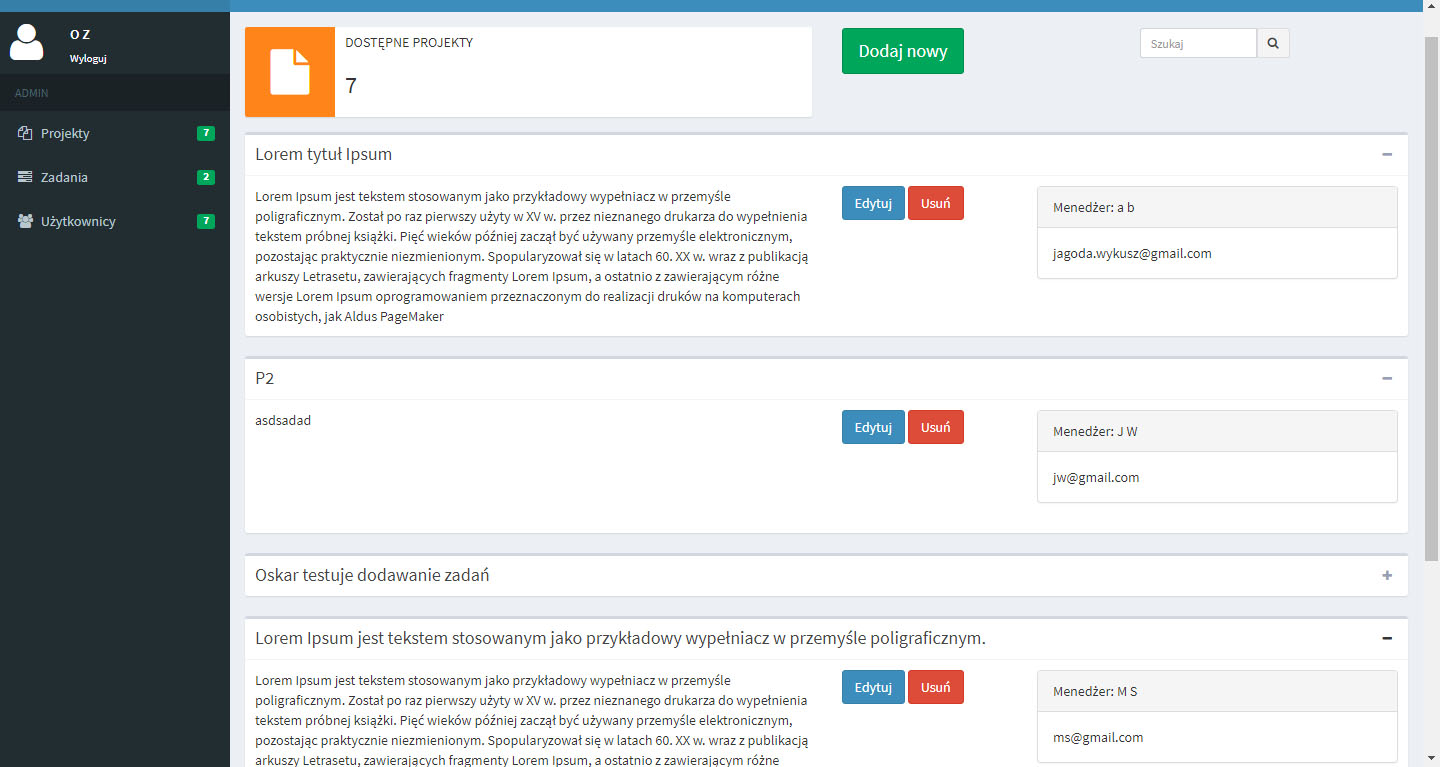 O Z
Wyloguj
ADMIN
Projekty 7
Zadania 2
Użytkownicy 7
DOSTĘPNE PROJEKTY
7
Dodaj nowy
Szukaj
Lorem tytuł Ipsum
Lorem Ipsum jest tekstem stosowanym jako przykładowy wypełniacz w przemyśle
poligraficznym. Został po raz pierwszy użyty w XV w. przez nieznanego drukarza do wypełnienia
tekstem próbnej książki. Pięć wieków później zaczął być używany przemyśle elektronicznym,
pozostając praktycznie niezmienionym. Spopularyzował się w latach 60. XX w. wraz z publikacją
arkuszy Letrasetu, zawierających fragmenty Lorem Ipsum, a ostatnio z zawierającym różne
wersje Lorem Ipsum oprogramowaniem przeznaczonym do realizacji druków na komputerach
osobistych, jak Aldus PageMaker
Edytuj Usuń
Menedżer: a b
jagoda.wykusz@gmail.com
P2
asdsadad
Edytuj Usuń
Menedżer: J W
jw@gmail.com
Oskar testuje dodawanie zadań
Lorem Ipsum jest tekstem stosowanym jako przykładowy wypełniacz w przemyśle poligraficznym.
Lorem Ipsum jest tekstem stosowanym jako przykładowy wypełniacz w przemyśle
poligraficznym. Został po raz pierwszy użyty w XV w. przez nieznanego drukarza do wypełnienia
tekstem próbnej książki. Pięć wieków później zaczął być używany przemyśle elektronicznym,
pozostając praktycznie niezmienionym. Spopularyzował się w latach 60. XX w. wraz z publikacją
arkuszy Letrasetu, zawierających fragmenty Lorem Ipsum, a ostatnio z zawierającym różne
Edytuj Usuń
Menedżer: M S
ms@gmail.com